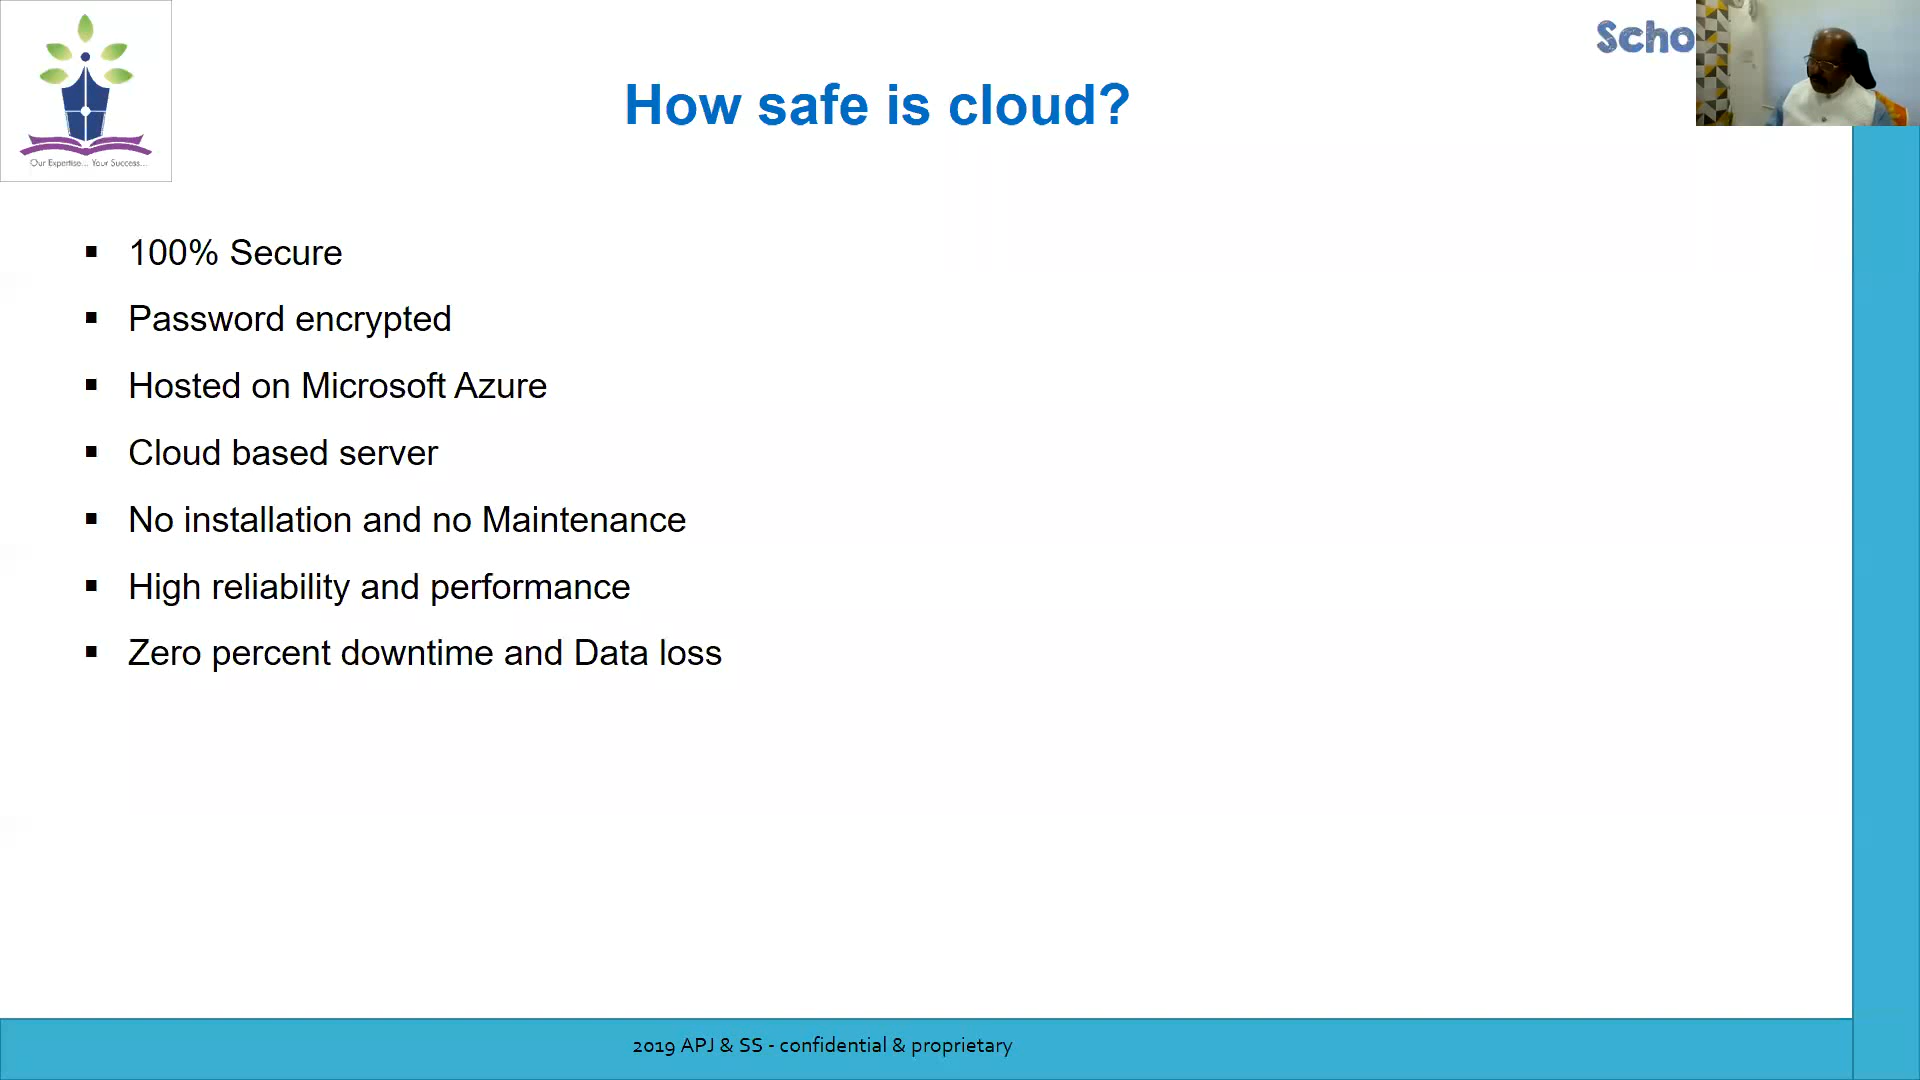 Scho
How safe is cloud?
Our Expertise... Your Success...
100% Secure
Password encrypted
Hosted on Microsoft Azure
Cloud based server
No installation and no Maintenance
High reliability and performance
Zero percent downtime and Data loss
2019 APJ & SS - confidential & proprietary